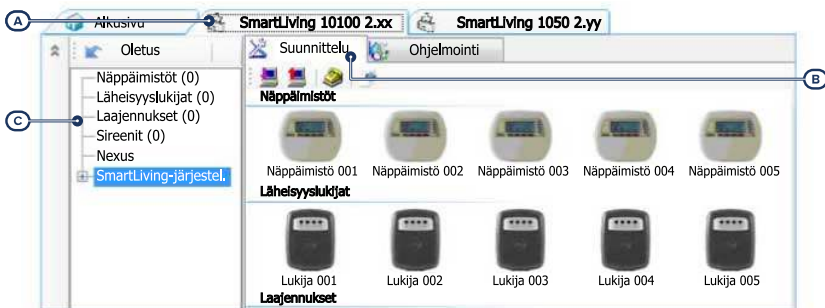 A
Alkusivu
SmartLiving 10100 2.xx
SmartLiving 1050 2.yy
Oletus
Suunnittelu
Ohjelmointi
B
C
Näppäimistöt (0)
Läheisyyslukijat (0)
Laajennukset (0)
Sireenit (0)
Nexus
SmartLiving-järjestel.
Näppäimistöt
Näppäimistö 001 Näppäimistö 002 Näppäimistö 003 Näppäimistö 004 Näppäimistö 005
Läheisyyslukijat
Lukija 001 Lukija 002 Lukija 003 Lukija 004 Lukija 005
Laajennukset